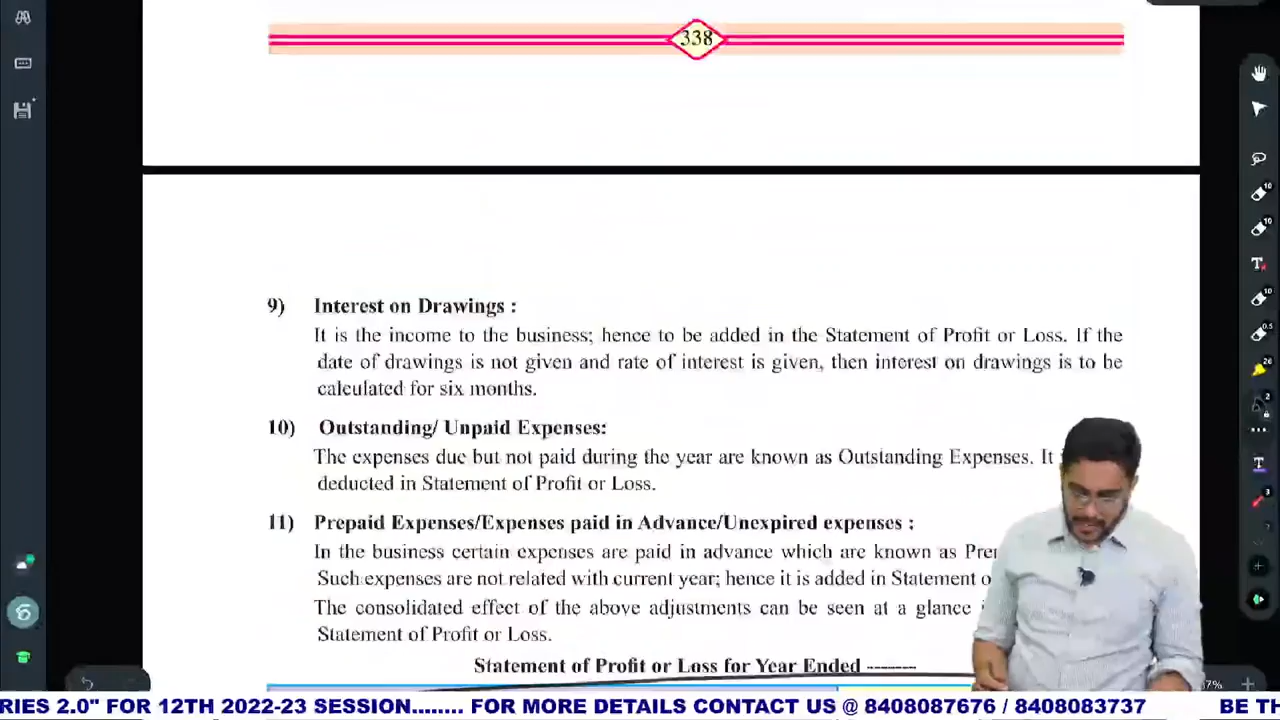 338
9) Interest on Drawings :
It is the income to the business; hence to be added in the Statement of Profit or Loss. If the
date of drawings is not given and rate of interest is given, then interest on drawings is to be
calculated for six months.
10) Outstanding/ Unpaid Expenses:
The expenses due but not paid during the year are known as Outstanding Expenses. It
deducted in Statement of Profit or Loss.
11) Prepaid Expenses/Expenses paid in Advance/Unexpired expenses :
In the business certain expenses are paid in advance which are known as
Such expenses are not related with current year; hence it is added in Statement
The consolidated effect of the above adjustments can be seen at a glance
Statement of Profit or Loss.
Statement of Profit or Loss for Year Ended --------
RIES 2.0" FOR 12TH 2022-23 SESSION........ FOR MORE DETAILS CONTACT US @ 8408087676 / 8408083737 BE TH